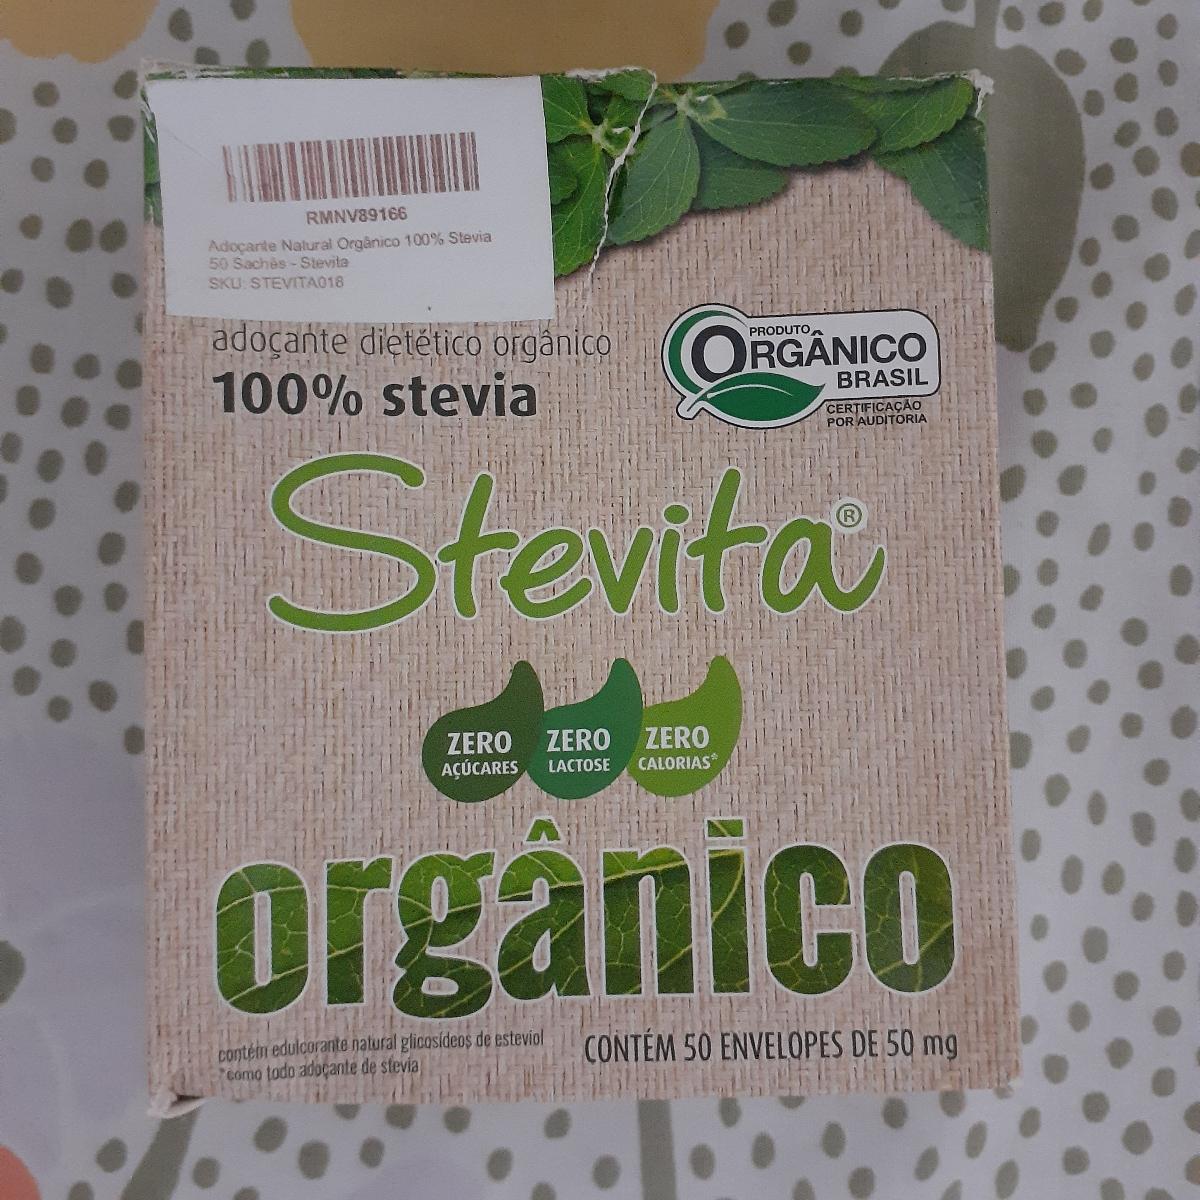 RMNV89166
Adoçante Natural Orgânico 100% Stevia
50 Sachês - Stevita
SKU: STEVITA018
adoçante dietético orgânico
100% stevia
PRODUTO
ORGÂNICO
BRASIL
CERTIFICAÇÃO
POR AUDITORIA
Stevita®
ZERO
AÇÚCARES
ZERO
LACTOSE
ZERO
CALORIAS*
orgânico
contém edulcorante natural glicosídeos de esteviol
*como todo adoçante de stevia
CONTÉM 50 ENVELOPES DE 50 mg